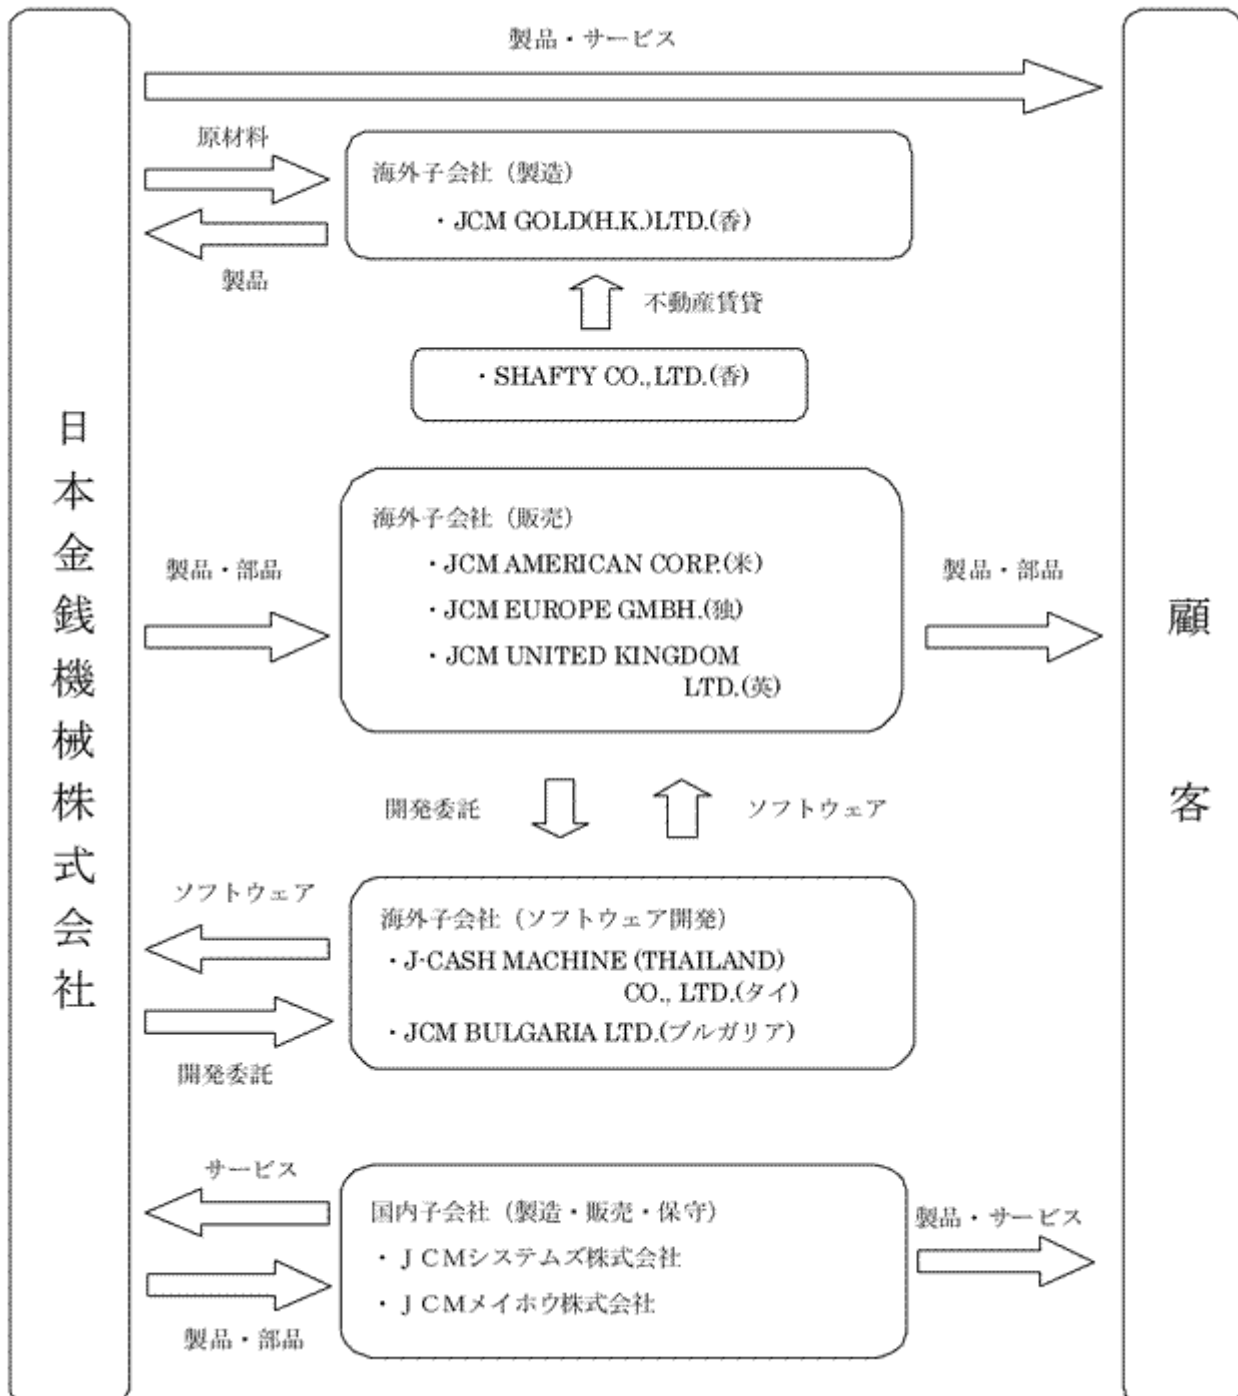 製品・サービス
原材料
海外子会社（製造）
・JCM GOLD(H.K.)LTD.(香)
製品
不動産賃貸
・SHAFTY CO.,LTD.(香)
日本金銭機械株式会社
海外子会社（販売）
・JCM AMERICAN CORP.(米)
製品・部品
製品・部品
・JCM EUROPE GMBH.(独)
・JCM UNITED KINGDOM
LTD.(英)
顧客
開発委託
ソフトウェア
ソフトウェア
海外子会社（ソフトウェア開発）
・J-CASH MACHINE (THAILAND)
CO., LTD.(タイ)
・JCM BULGARIA LTD.(ブルガリア)
開発委託
サービス
国内子会社（製造・販売・保守）
製品・サービス
・ＪＣＭシステムズ株式会社
・ＪＣＭメイホウ株式会社
製品・部品